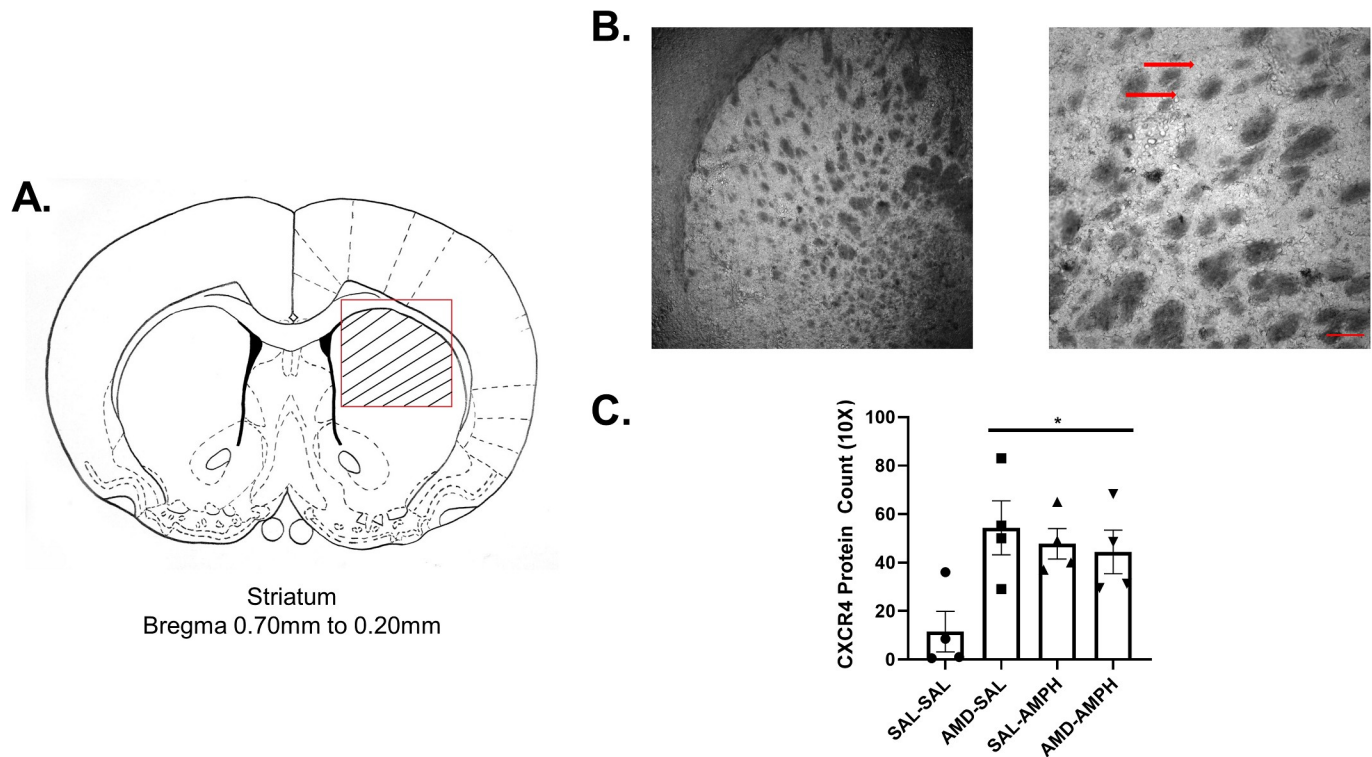 A.
Striatum
Bregma 0.70mm to 0.20mm
B.
C.
CXCR4 Protein Count (10X)
100
80
60
40
20
0
*
SAL-SAL
AMD-SAL
SAL-AMPH
AMD-AMPH